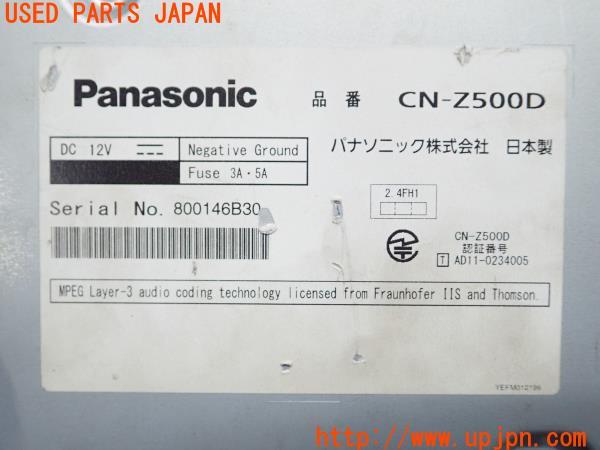 USED PARTS JAPAN
Panasonic 品番 CN-Z500D
DC 12V Negative Ground
Fuse 3A・5A
パナソニック株式会社 日本製
Serial No. 800146B30
2.4FH1
CN-Z500D
認証番号
T AD11-0234005
MPEG Layer-3 audio coding technology licensed from Fraunhofer IIS and Thomson.
YEFM012196
http://www.upjpn.com